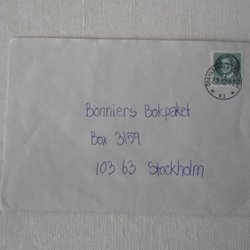 Bonniers Bokpaket
Box 3159
103 63 Stockholm